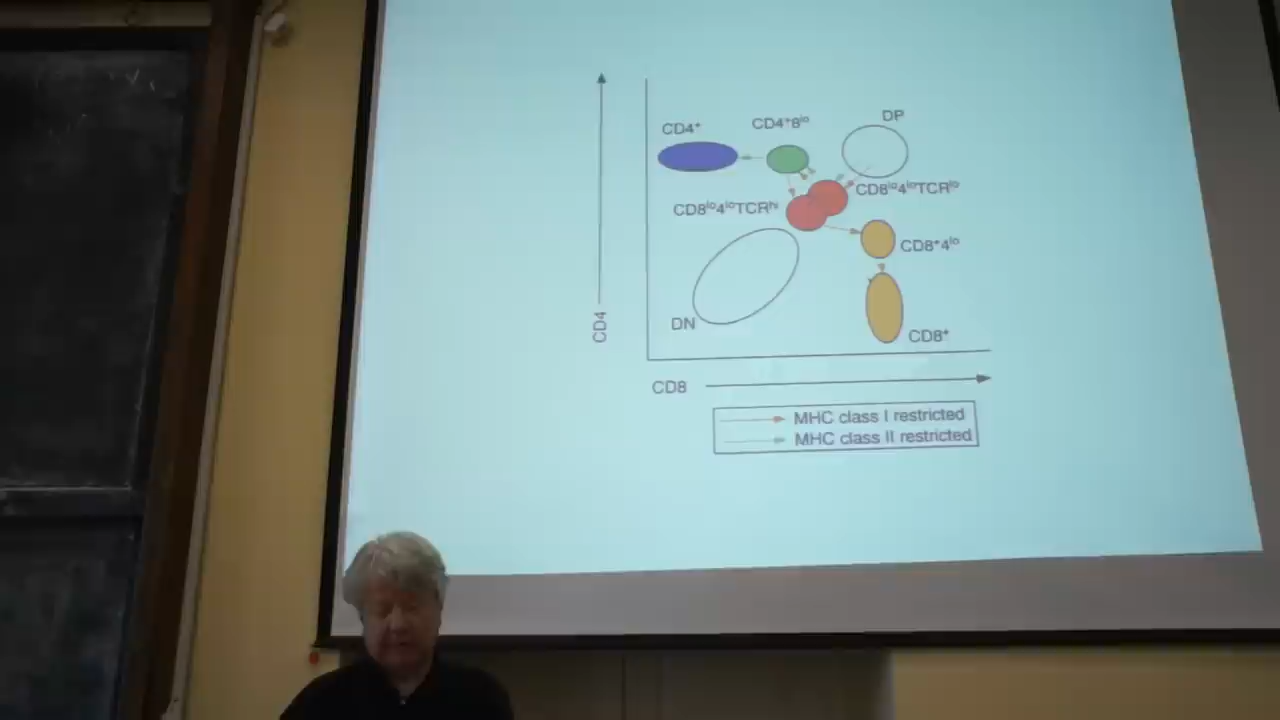 CD4⁺
CD4⁺8ˡᵒ
DP
CD8ˡᵒ4ˡᵒTCRˡᵒ
CD8ˡᵒ4ˡᵒTCRʰⁱ
CD8⁺4ˡᵒ
DN
CD8⁺
CD4
CD8
MHC class I restricted
MHC class II restricted